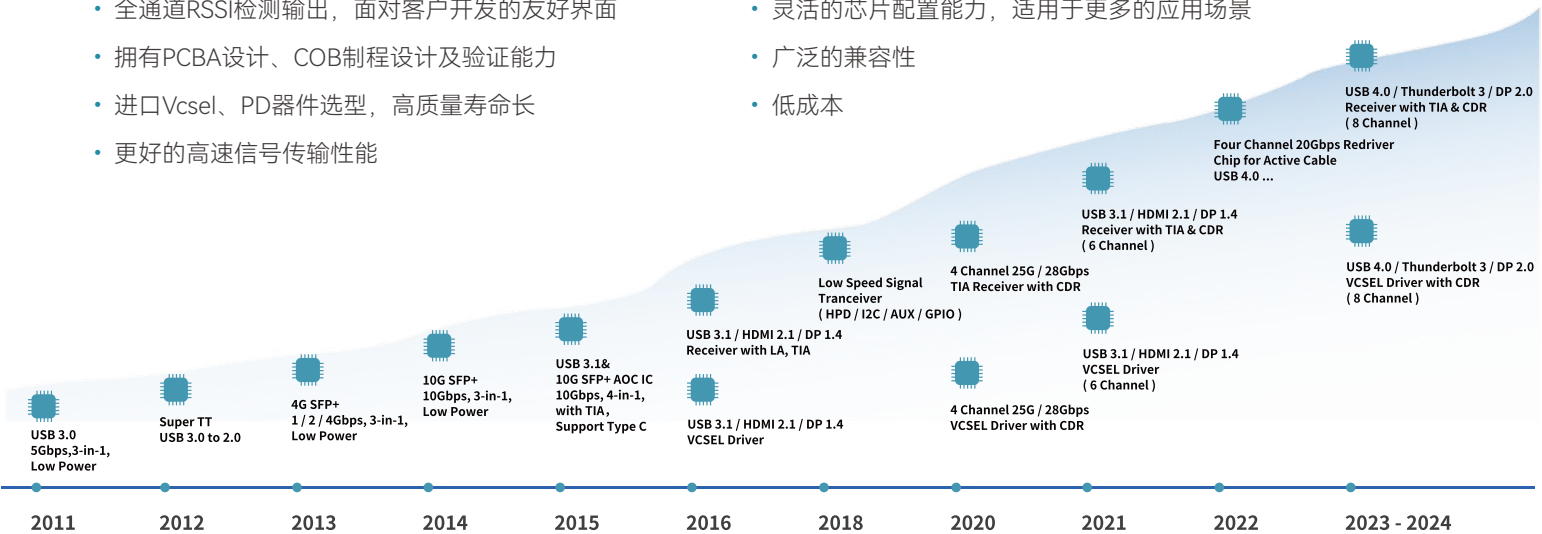 全通道RSSI检测输出，面对客户开发的友好界面
拥有PCBA设计、COB制程设计及验证能力
进口Vcsel、PD器件选型，高质量寿命长
更好的高速信号传输性能
灵活的芯片配置能力，适用于更多的应用场景
广泛的兼容性
低成本
USB 3.0
5Gbps,3-in-1,
Low Power
Super TT
USB 3.0 to 2.0
4G SFP+
1 / 2 / 4Gbps, 3-in-1,
Low Power
10G SFP+
10Gbps, 3-in-1,
Low Power
USB 3.1&
10G SFP+ AOC IC
10Gbps, 4-in-1,
with TIA，
Support Type C
USB 3.1 / HDMI 2.1 / DP 1.4
Receiver with LA, TIA
USB 3.1 / HDMI 2.1 / DP 1.4
VCSEL Driver
Low Speed Signal
Tranceiver
( HPD / I2C / AUX / GPIO )
4 Channel 25G / 28Gbps
TIA Receiver with CDR
4 Channel 25G / 28Gbps
VCSEL Driver with CDR
USB 3.1 / HDMI 2.1 / DP 1.4
Receiver with TIA & CDR
( 6 Channel )
USB 3.1 / HDMI 2.1 / DP 1.4
VCSEL Driver
( 6 Channel )
Four Channel 20Gbps Redriver
Chip for Active Cable
USB 4.0 ...
USB 4.0 / Thunderbolt 3 / DP 2.0
Receiver with TIA & CDR
( 8 Channel )
USB 4.0 / Thunderbolt 3 / DP 2.0
VCSEL Driver with CDR
( 8 Channel )
2011
2012
2013
2014
2015
2016
2018
2020
2021
2022
2023 - 2024